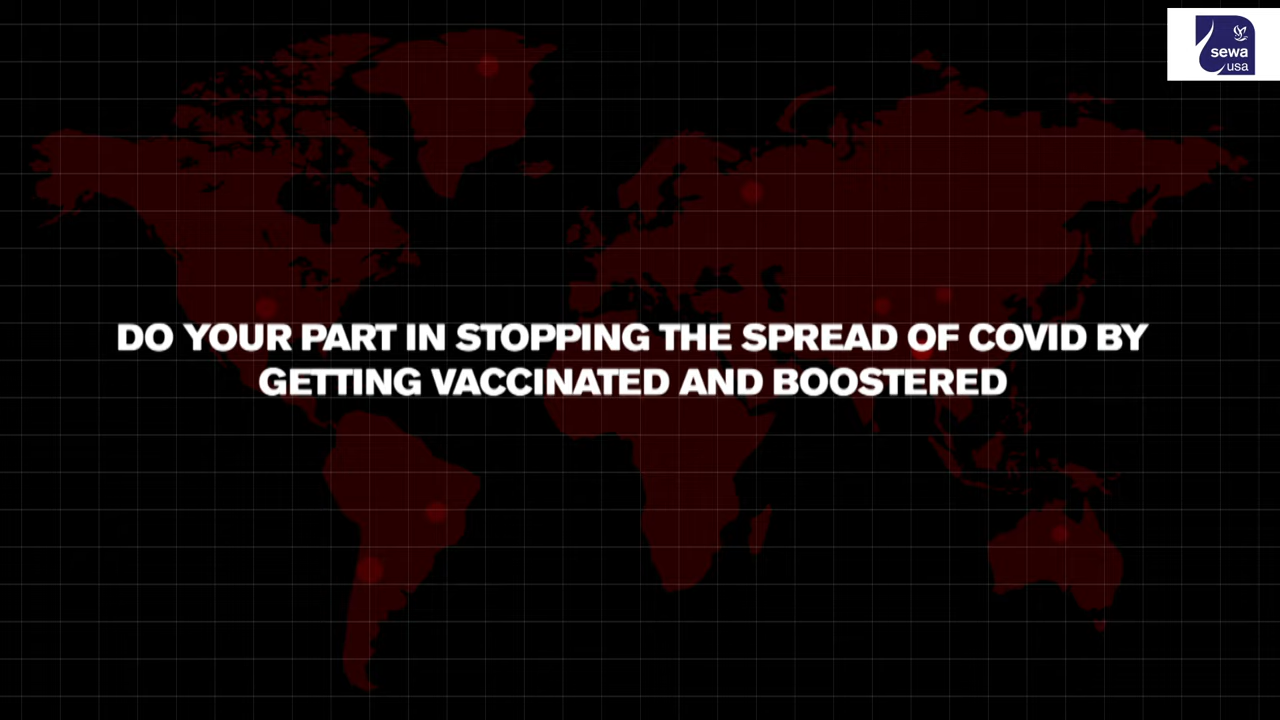 sewa
usa
DO YOUR PART IN STOPPING THE SPREAD OF COVID BY
GETTING VACCINATED AND BOOSTERED